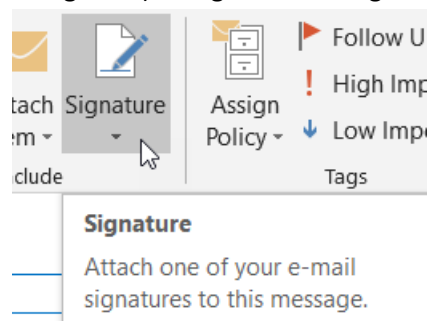 Follow U
High Imp
Low Impo
tach
em
Signature
Assign
Policy
clude
Tags
Signature
Attach one of your e-mail
signatures to this message.